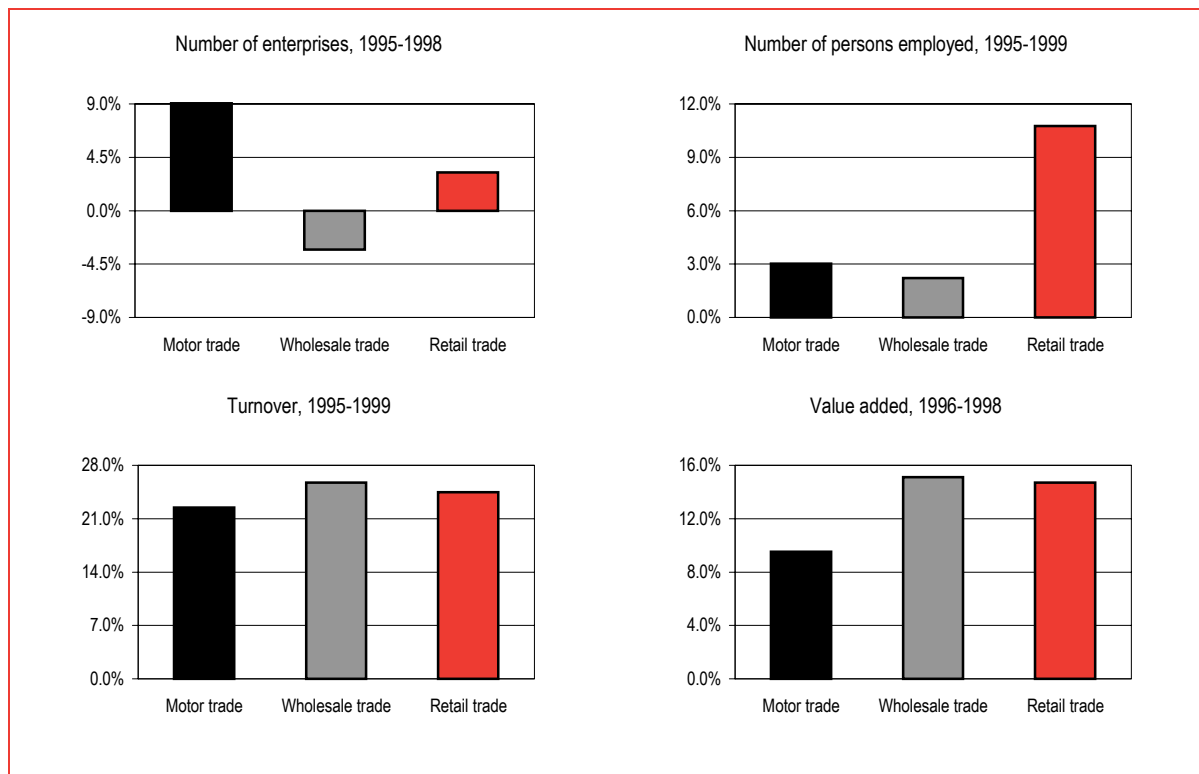 Number of enterprises, 1995-1998
9.0%
4.5%
0.0%
-4.5%
-9.0%
Motor trade Wholesale trade Retail trade
Number of persons employed, 1995-1999
12.0%
9.0%
6.0%
3.0%
0.0%
Motor trade Wholesale trade Retail trade
Turnover, 1995-1999
28.0%
21.0%
14.0%
7.0%
0.0%
Motor trade Wholesale trade Retail trade
Value added, 1996-1998
16.0%
12.0%
8.0%
4.0%
0.0%
Motor trade Wholesale trade Retail trade